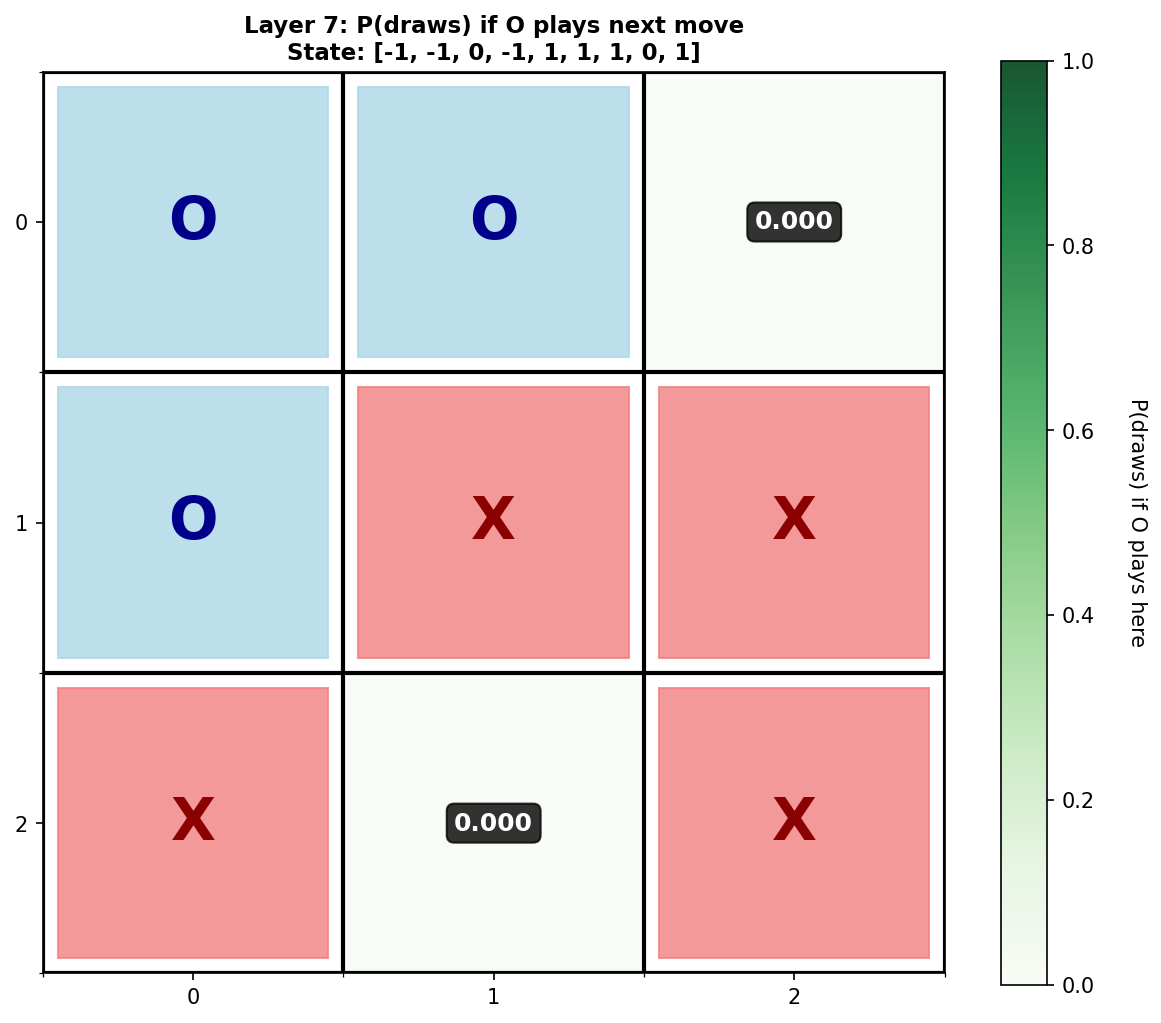 Layer 7: P(draws) if O plays next move
State: [-1, -1, 0, -1, 1, 1, 1, 0, 1]
0
O
O
0.000
1
O
X
X
2
X
0.000
X
0
1
2
1.0
0.8
0.6
0.4
0.2
0.0
P(draws) if O plays here